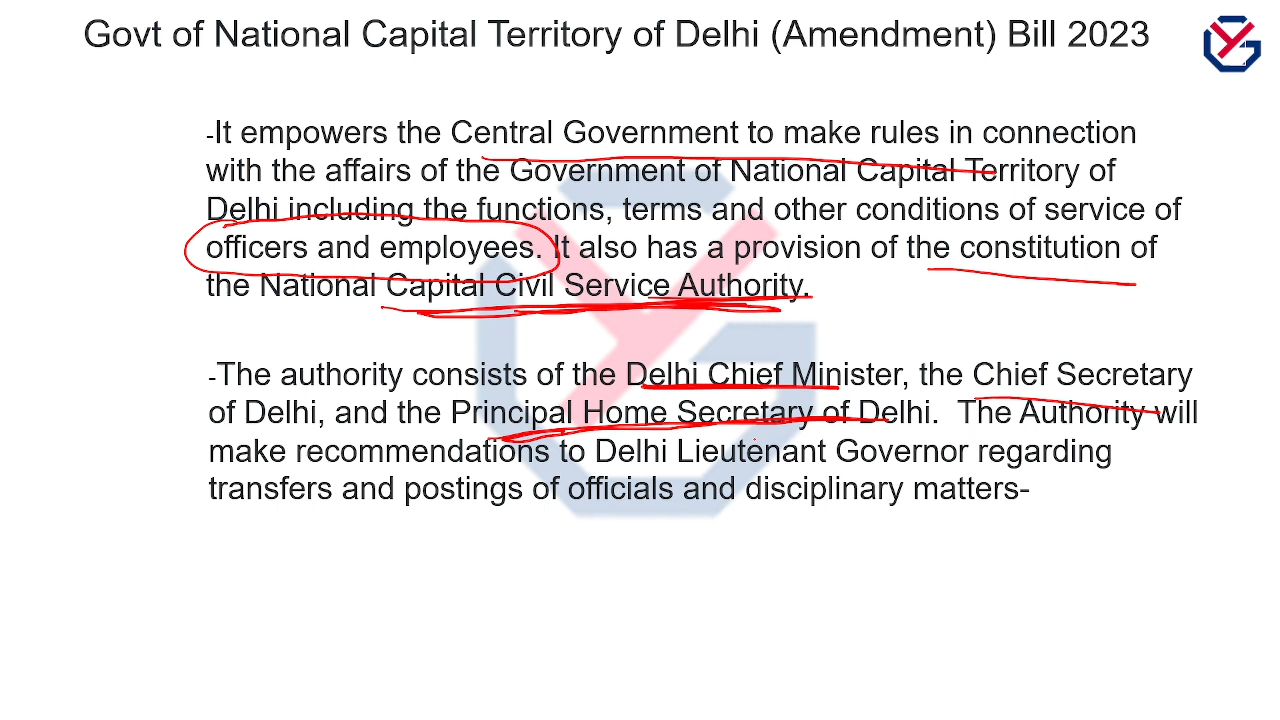 Govt of National Capital Territory of Delhi (Amendment) Bill 2023
-It empowers the Central Government to make rules in connection
with the affairs of the Government of National Capital Territory of
Delhi including the functions, terms and other conditions of service of
officers and employees. It also has a provision of the constitution of
the National Capital Civil Service Authority.
-The authority consists of the Delhi Chief Minister, the Chief Secretary
of Delhi, and the Principal Home Secretary of Delhi. The Authority will
make recommendations to Delhi Lieutenant Governor regarding
transfers and postings of officials and disciplinary matters-